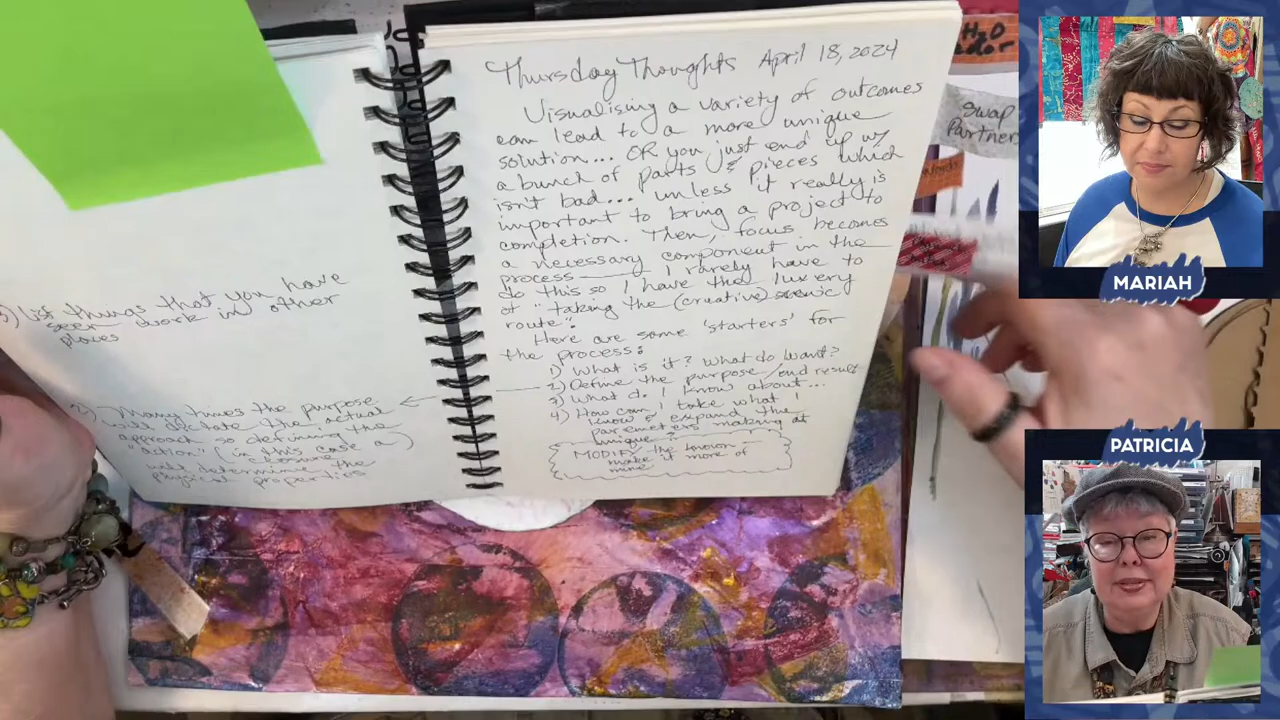 Thursday Thoughts April 18, 2024
Visualising a variety of outcomes
can lead to a more unique
solution... OR you just end up w/
a bunch of parts & pieces which
isn't bad... unless it really is
important to bring a project to
completion. Then, focus becomes
a necessary component in the
process I rarely have to
do this so I have the luxery
of "taking the (creative) scenic
route".
Here are some 'starters' for
the process:
1) What is it? What do I want?
2) Define the purpose/end result
3) What do I know about...
4) How can I take what I
know & expand the
parameters making it
unique?
MODIFY the known —
make it more of
mine
List things that you have
seen work in other
places
2) Many times the purpose
will dictate the actual
approach so defining the
"action" (in this case a
)
will determine the
physical properties
H2O
Swap
Partners
words
MARIAH
PATRICIA